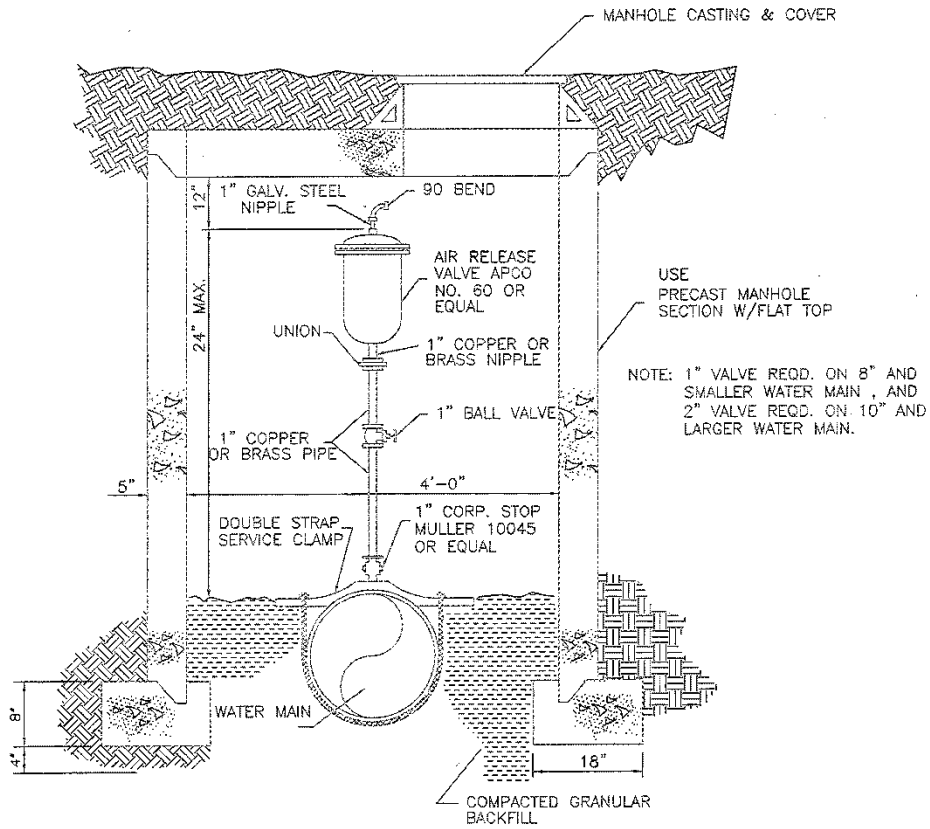 MANHOLE CASTING & COVER
12"
1" GALV. STEEL
NIPPLE
90 BEND
24" MAX.
AIR RELEASE
VALVE APCO
NO. 60 OR
EQUAL
USE
PRECAST MANHOLE
SECTION W/FLAT TOP
UNION
1" COPPER OR
BRASS NIPPLE
NOTE: 1" VALVE REQD. ON 8" AND
SMALLER WATER MAIN , AND
2" VALVE REQD. ON 10" AND
LARGER WATER MAIN.
1" BALL VALVE
1" COPPER
OR BRASS PIPE
5"
4'-0"
DOUBLE STRAP
SERVICE CLAMP
1" CORP. STOP
MULLER 10045
OR EQUAL
8"
WATER MAIN
4"
18"
COMPACTED GRANULAR
BACKFILL